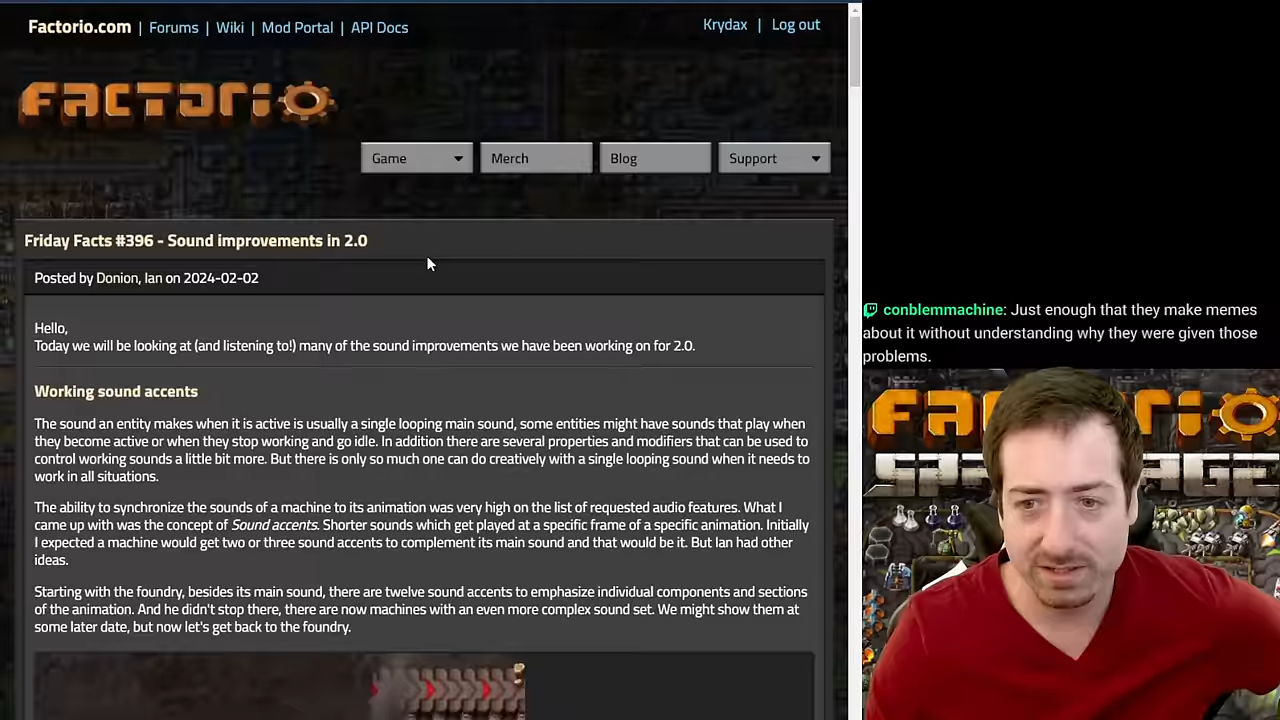 Factorio.com | Forums | Wiki | Mod Portal | API Docs
Krydax | Log out
FACTORIO
Game
Merch
Blog
Support
Friday Facts #396 - Sound improvements in 2.0
Posted by Donion, Ian on 2024-02-02
Hello,
Today we will be looking at (and listening to!) many of the sound improvements we have been working on for 2.0.
Working sound accents
The sound an entity makes when it is active is usually a single looping main sound, some entities might have sounds that play when
they become active or when they stop working and go idle. In addition there are several properties and modifiers that can be used to
control working sounds a little bit more. But there is only so much one can do creatively with a single looping sound when it needs to
work in all situations.
The ability to synchronize the sounds of a machine to its animation was very high on the list of requested audio features. What I
came up with was the concept of Sound accents. Shorter sounds which get played at a specific frame of a specific animation. Initially
I expected a machine would get two or three sound accents to complement its main sound and that would be it. But Ian had other
ideas.
Starting with the foundry, besides its main sound, there are twelve sound accents to emphasize individual components and sections
of the animation. And he didn't stop there, there are now machines with an even more complex sound set. We might show them at
some later date, but now let's get back to the foundry.
conblemmachine: Just enough that they make memes
about it without understanding why they were given those
problems.